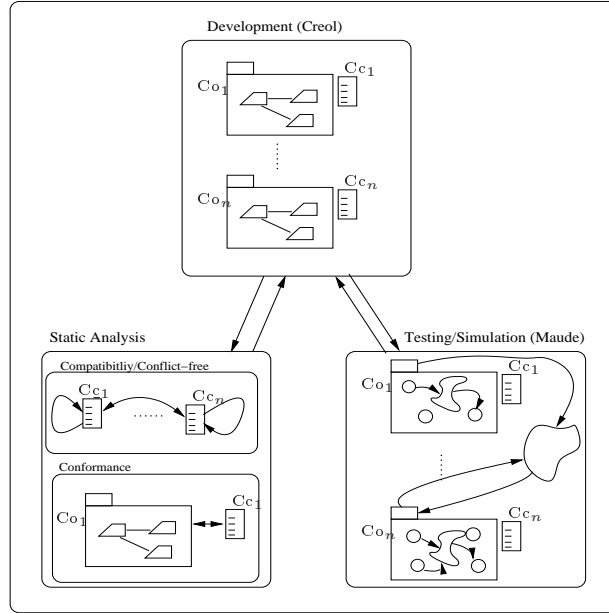 Development (Creol)
Co₁
Cc₁
Coₙ
Ccₙ
Static Analysis
Compatibitliy/Conflict−free
Cc₁
Ccₙ
Conformance
Co₁
Cc₁
Testing/Simulation (Maude)
Co₁
Cc₁
Coₙ
Ccₙ